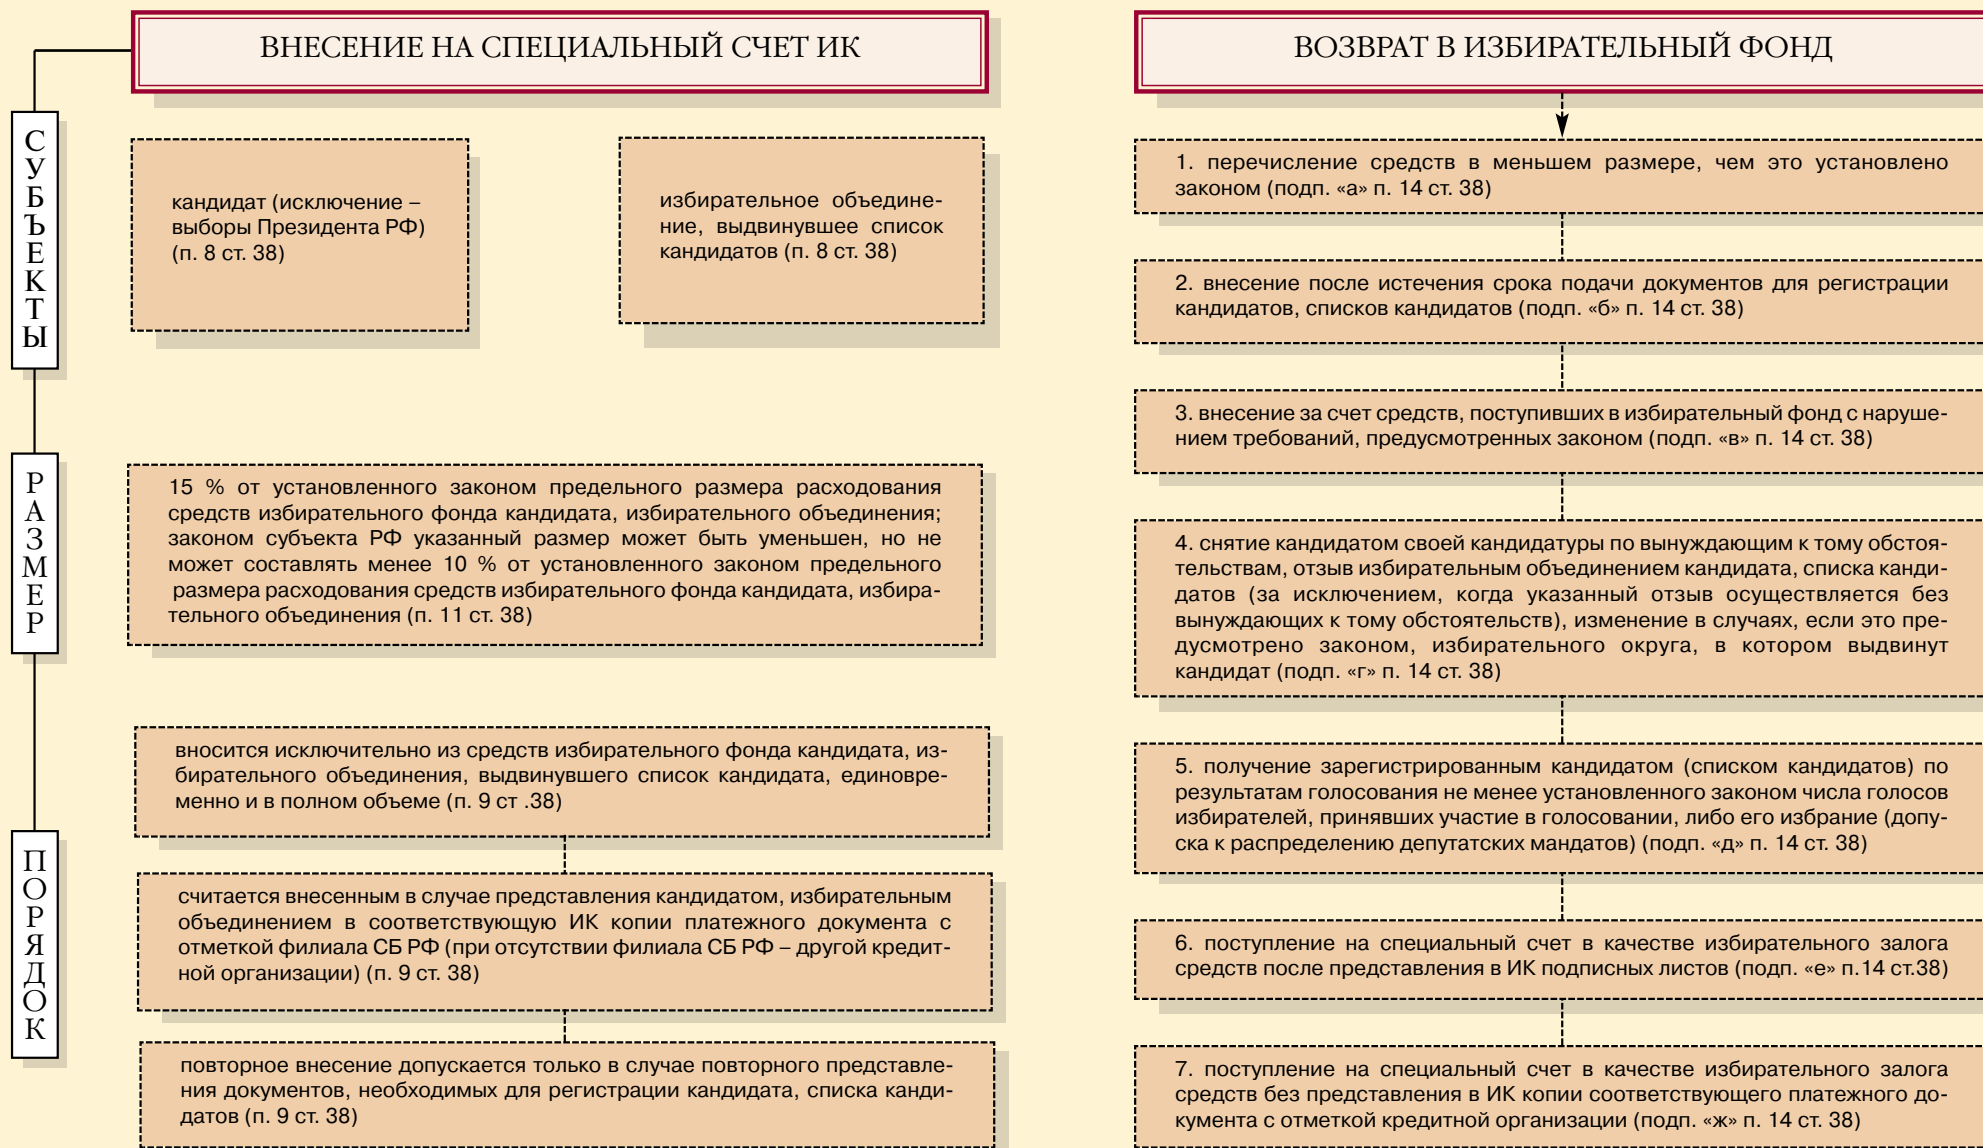 ВНЕСЕНИЕ НА СПЕЦИАЛЬНЫЙ СЧЕТ ИК
СУБЪЕКТЫ
кандидат (исключение –
выборы Президента РФ)
(п. 8 ст. 38)
избирательное объедине-
ние, выдвинувшее список
кандидатов (п. 8 ст. 38)
РАЗМЕР
15 % от установленного законом предельного размера расходования
средств избирательного фонда кандидата, избирательного объединения;
законом субъекта РФ указанный размер может быть уменьшен, но не
может составлять менее 10 % от установленного законом предельного
размера расходования средств избирательного фонда кандидата, избира-
тельного объединения (п. 11 ст. 38)
ПОРЯДОК
вносится исключительно из средств избирательного фонда кандидата, из-
бирательного объединения, выдвинувшего список кандидата, единовре-
менно и в полном объеме (п. 9 ст .38)
считается внесенным в случае представления кандидатом, избирательным
объединением в соответствующую ИК копии платежного документа с
отметкой филиала СБ РФ (при отсутствии филиала СБ РФ – другой кредит-
ной организации) (п. 9 ст. 38)
повторное внесение допускается только в случае повторного представле-
ния документов, необходимых для регистрации кандидата, списка канди-
датов (п. 9 ст. 38)
ВОЗВРАТ В ИЗБИРАТЕЛЬНЫЙ ФОНД
1. перечисление средств в меньшем размере, чем это установлено
законом (подп. «а» п. 14 ст. 38)
2. внесение после истечения срока подачи документов для регистрации
кандидатов, списков кандидатов (подп. «б» п. 14 ст. 38)
3. внесение за счет средств, поступивших в избирательный фонд с наруше-
нием требований, предусмотренных законом (подп. «в» п. 14 ст. 38)
4. снятие кандидатом своей кандидатуры по вынуждающим к тому обстоя-
тельствам, отзыв избирательным объединением кандидата, списка канди-
датов (за исключением, когда указанный отзыв осуществляется без
вынуждающих к тому обстоятельств), изменение в случаях, если это пре-
дусмотрено законом, избирательного округа, в котором выдвинут
кандидат (подп. «г» п. 14 ст. 38)
5. получение зарегистрированным кандидатом (списком кандидатов) по
результатам голосования не менее установленного законом числа голосов
избирателей, принявших участие в голосовании, либо его избрание (допу-
ска к распределению депутатских мандатов) (подп. «д» п. 14 ст. 38)
6. поступление на специальный счет в качестве избирательного залога
средств после представления в ИК подписных листов (подп. «е» п.14 ст.38)
7. поступление на специальный счет в качестве избирательного залога
средств без представления в ИК копии соответствующего платежного до-
кумента с отметкой кредитной организации (подп. «ж» п. 14 ст. 38)